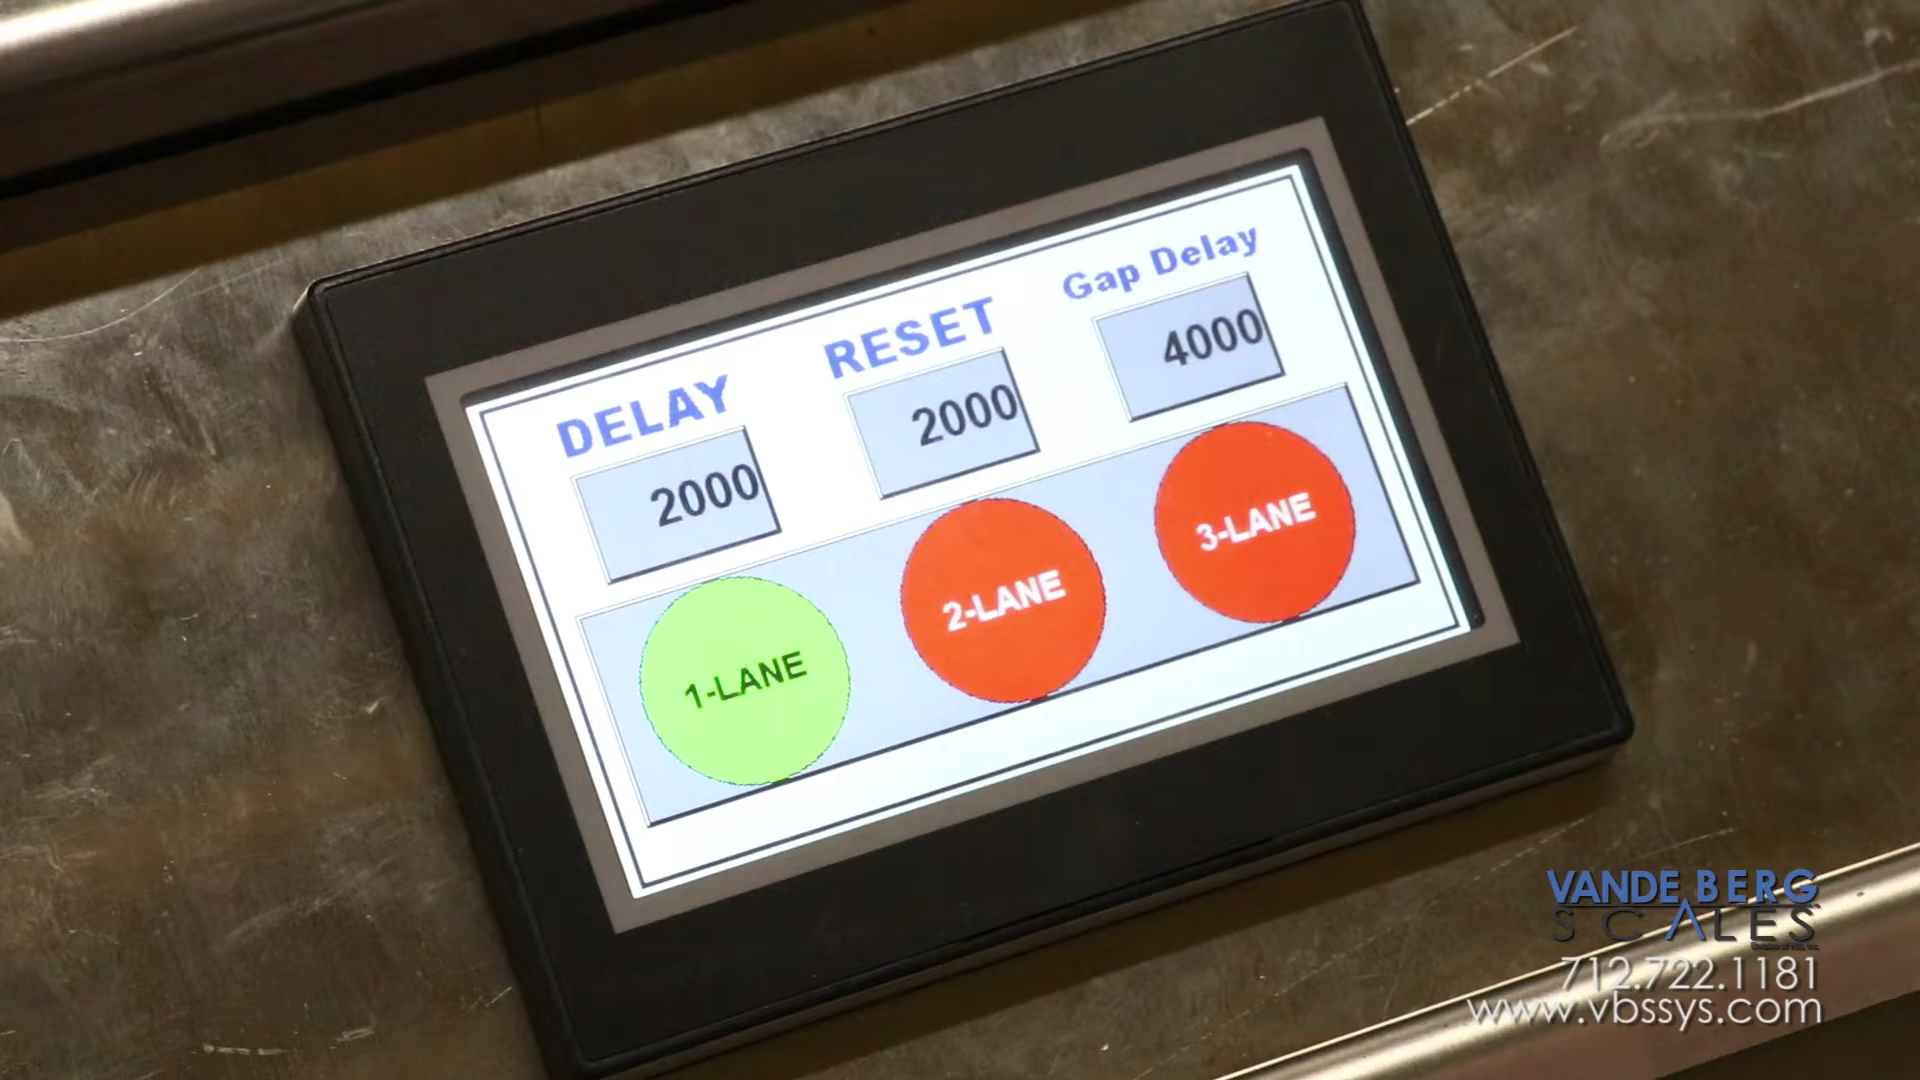 DELAY
RESET
Gap Delay
2000
2000
4000
1-LANE
2-LANE
3-LANE
VANDE BERG
SCALES
712.722.1181
www.vbssys.com